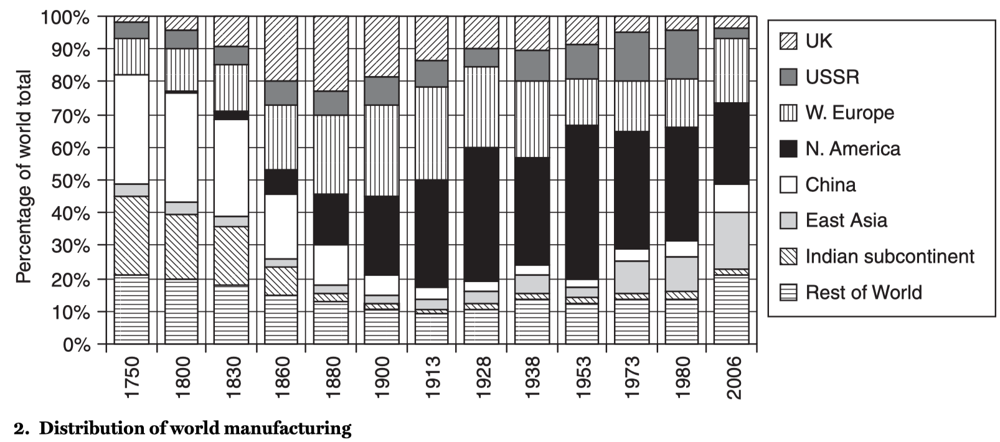 Percentage of world total
100%
90%
80%
70%
60%
50%
40%
30%
20%
10%
0%
1750
1800
1830
1860
1880
1900
1913
1928
1938
1953
1973
1980
2006
UK
USSR
W. Europe
N. America
China
East Asia
Indian subcontinent
Rest of World
2. Distribution of world manufacturing